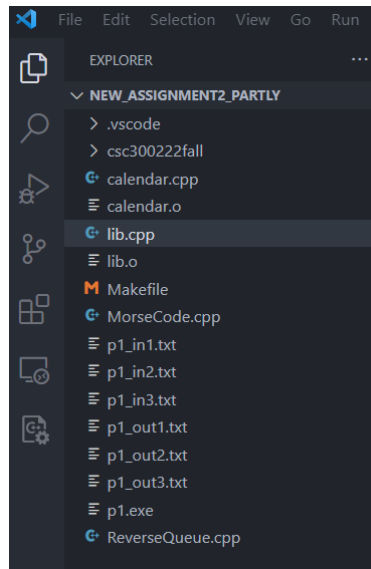 File Edit Selection View Go Run
EXPLORER ...
NEW_ASSIGNMENT2_PARTLY
.vscode
csc300222fall
calendar.cpp
calendar.o
lib.cpp
lib.o
M Makefile
MorseCode.cpp
p1_in1.txt
p1_in2.txt
p1_in3.txt
p1_out1.txt
p1_out2.txt
p1_out3.txt
p1.exe
ReverseQueue.cpp